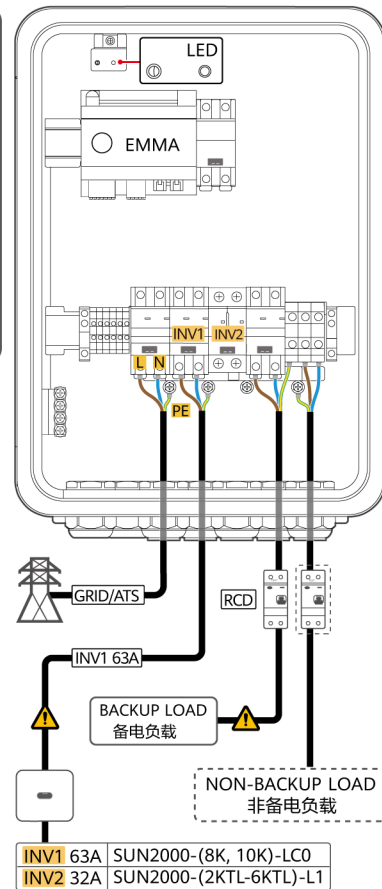 LED
EMMA
INV1
INV2
L
N
PE
GRID/ATS
RCD
INV1 63A
BACKUP LOAD
备电负载
NON-BACKUP LOAD
非备电负载
INV1 63A SUN2000-(8K, 10K)-LC0
INV2 32A SUN2000-(2KTL-6KTL)-L1